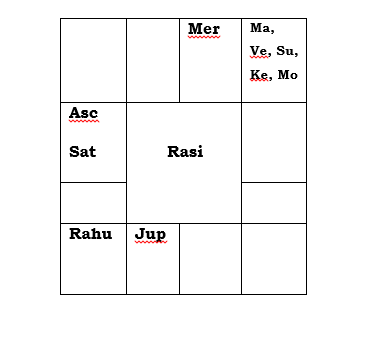 Mer
Ma,
Ve, Su,
Ke, Mo
Asc
Sat
Rasi
Rahu
Jup